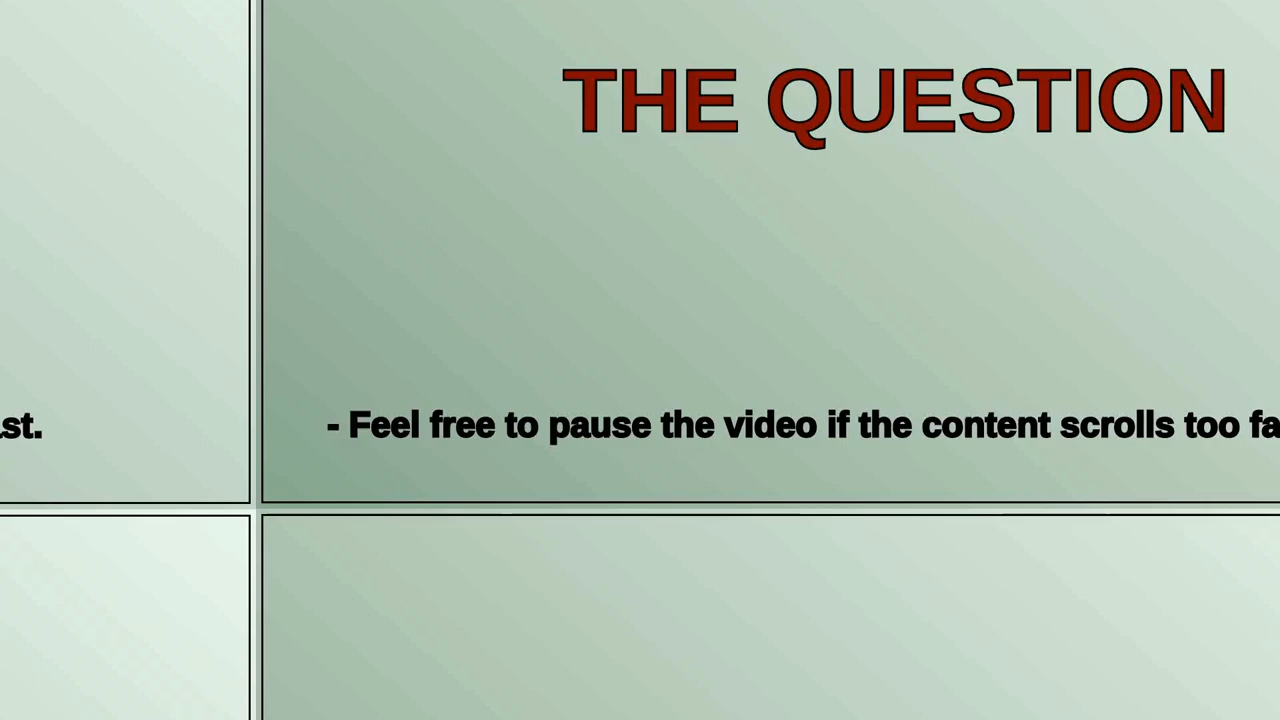 THE QUESTION
st.
- Feel free to pause the video if the content scrolls too fa